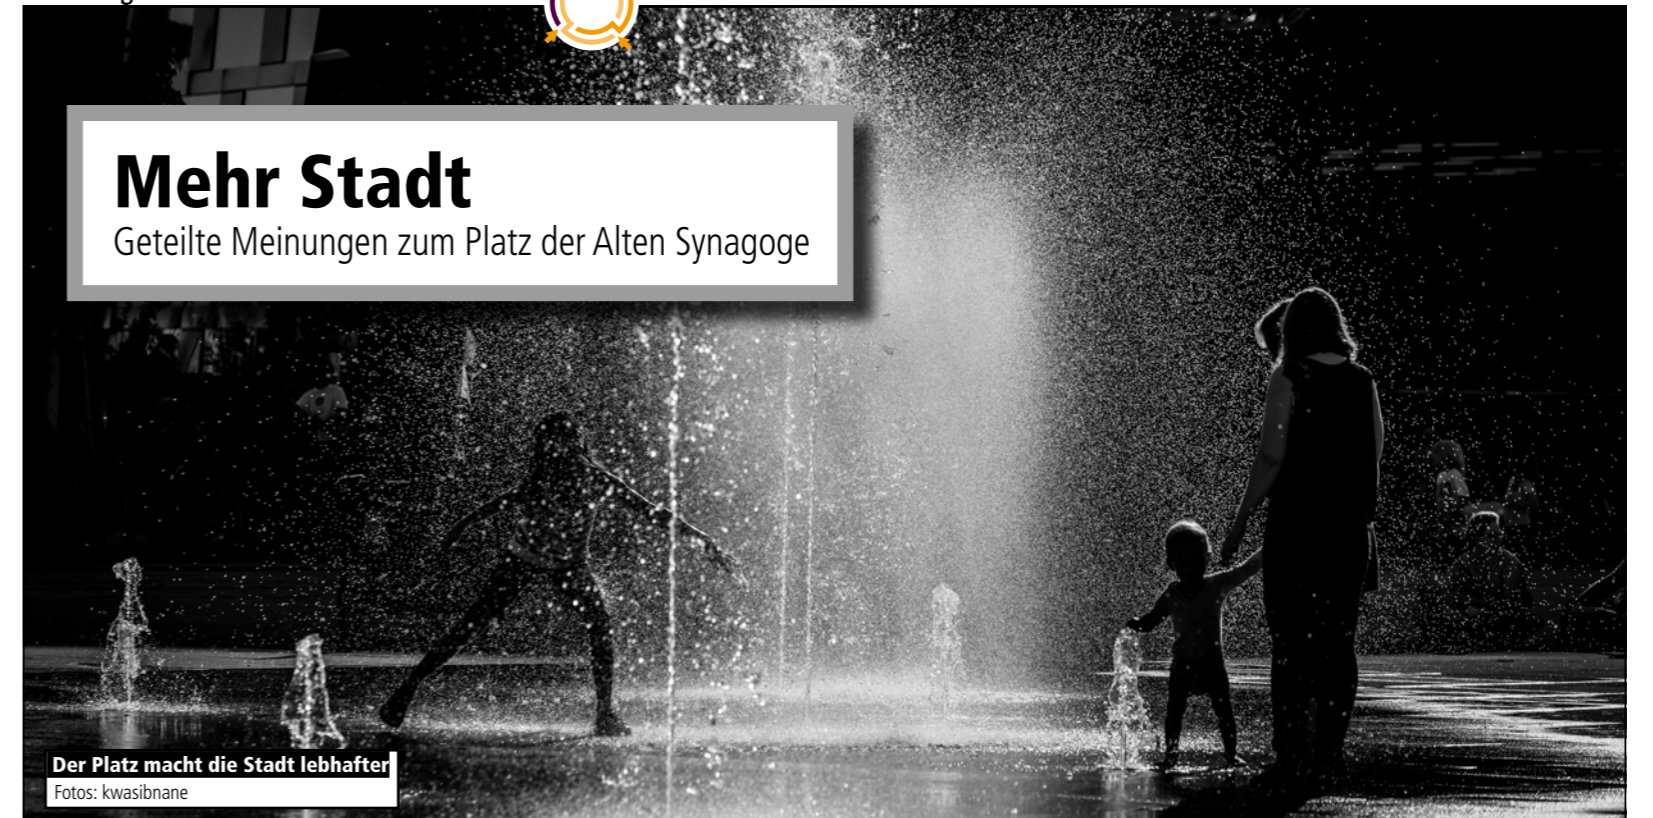 Mehr Stadt
Geteilte Meinungen zum Platz der Alten Synagoge
Der Platz macht die Stadt lebhafter
Fotos: kwasibnane